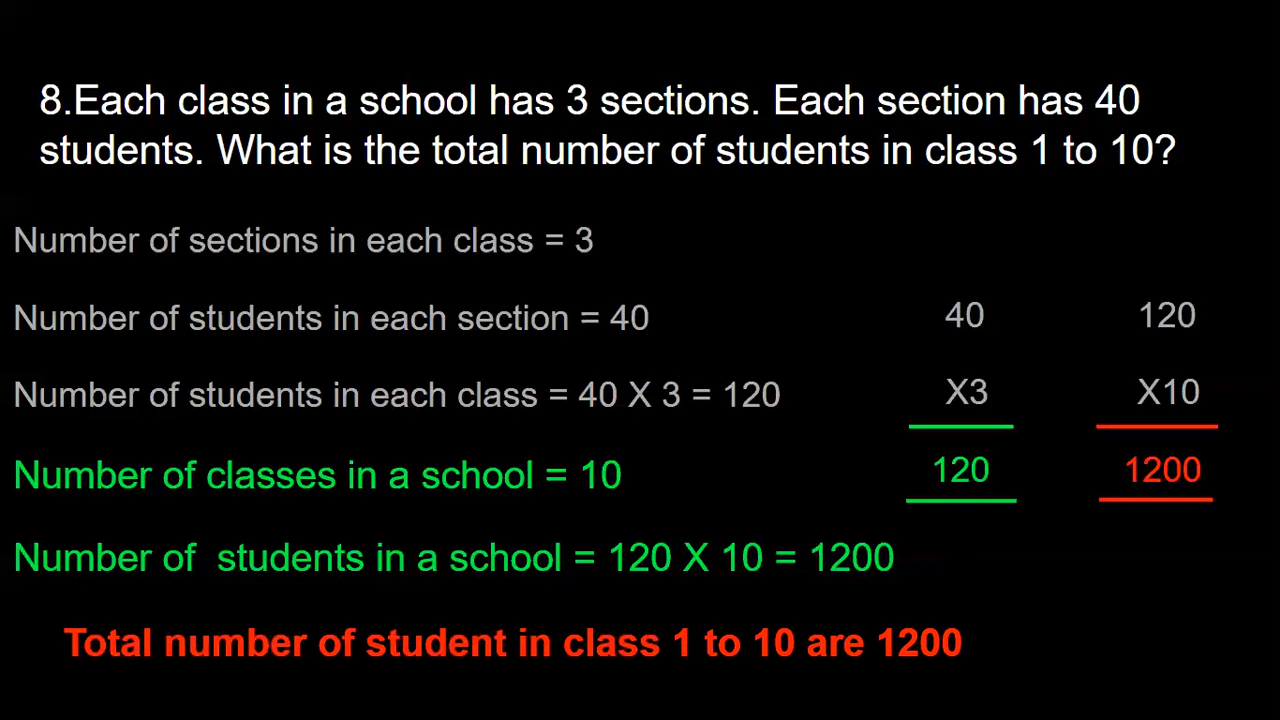 8.Each class in a school has 3 sections. Each section has 40
students. What is the total number of students in class 1 to 10?
Number of sections in each class = 3
Number of students in each section = 40
Number of students in each class = 40 X 3 = 120
Number of classes in a school = 10
Number of  students in a school = 120 X 10 = 1200
Total number of student in class 1 to 10 are 1200
40
X3
120
120
X10
1200